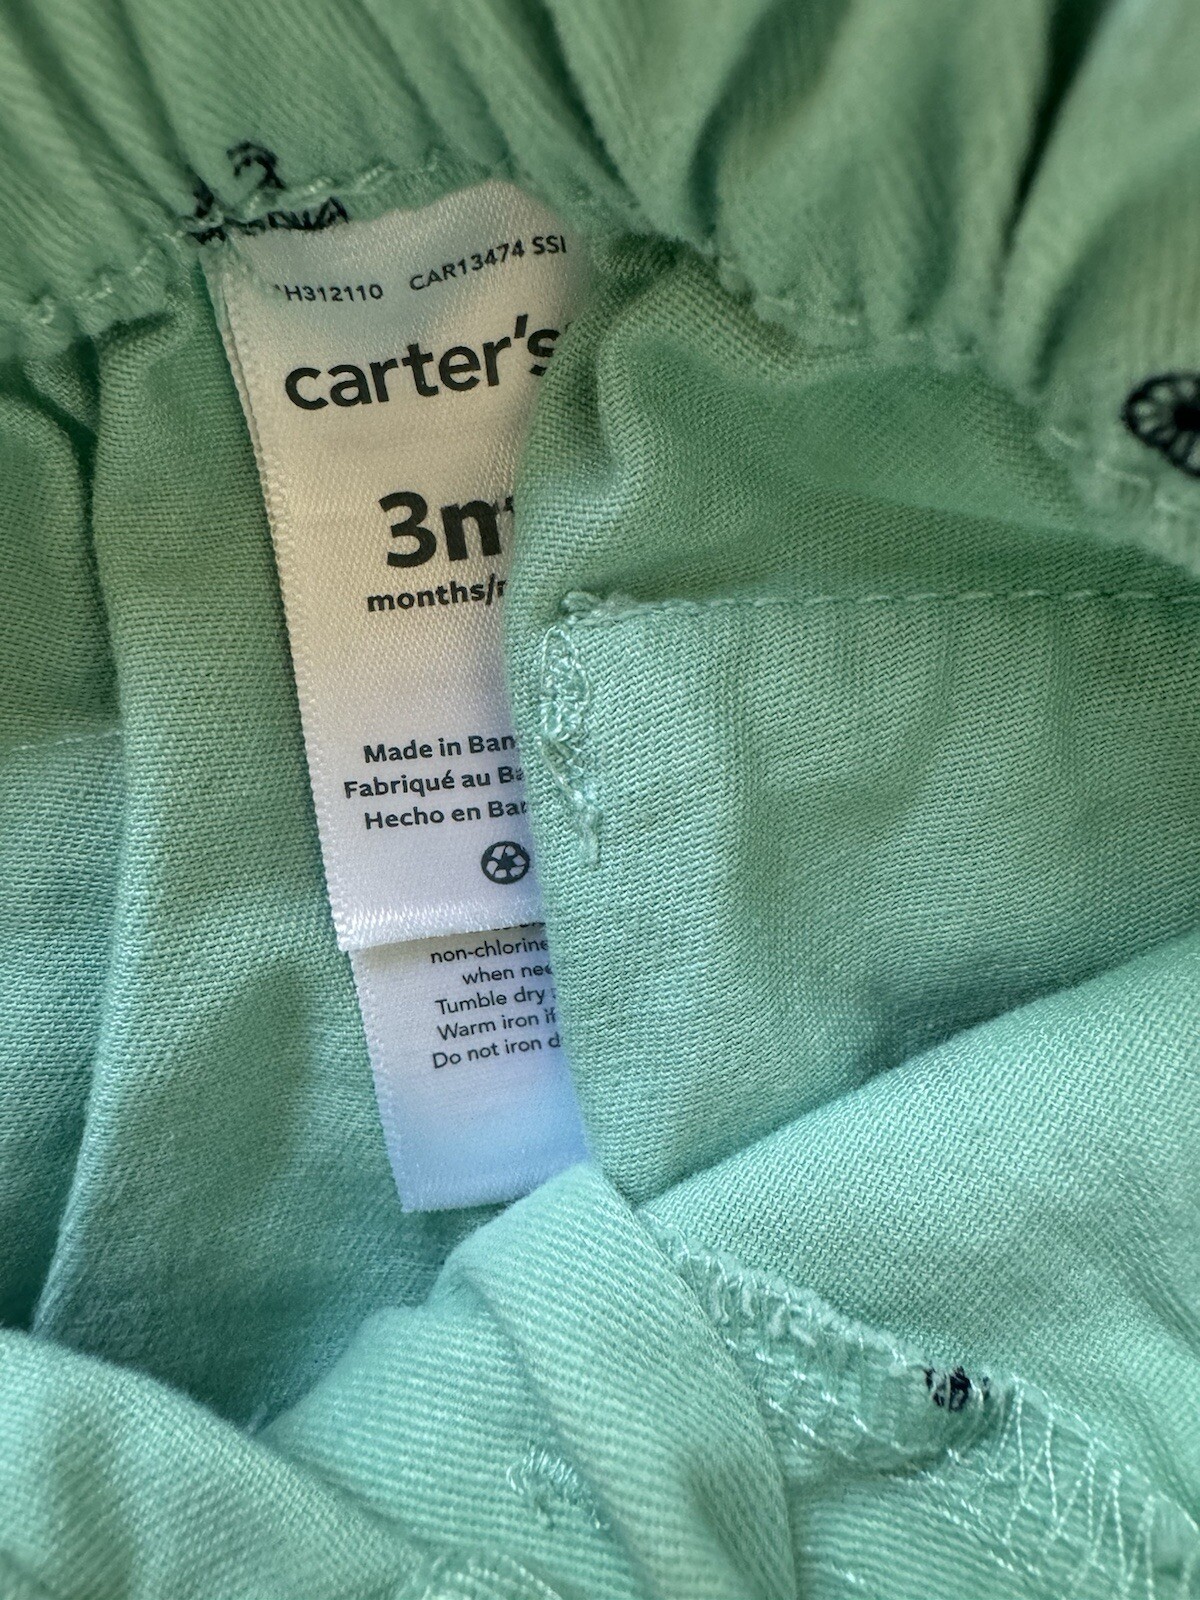 H312110 CAR13474 SSI
carter's
3m
months/
Made in Ban
Fabriqué au Ba
Hecho en Ban
non-chlorine
when nee
Tumble dry
Warm iron if
Do not iron d